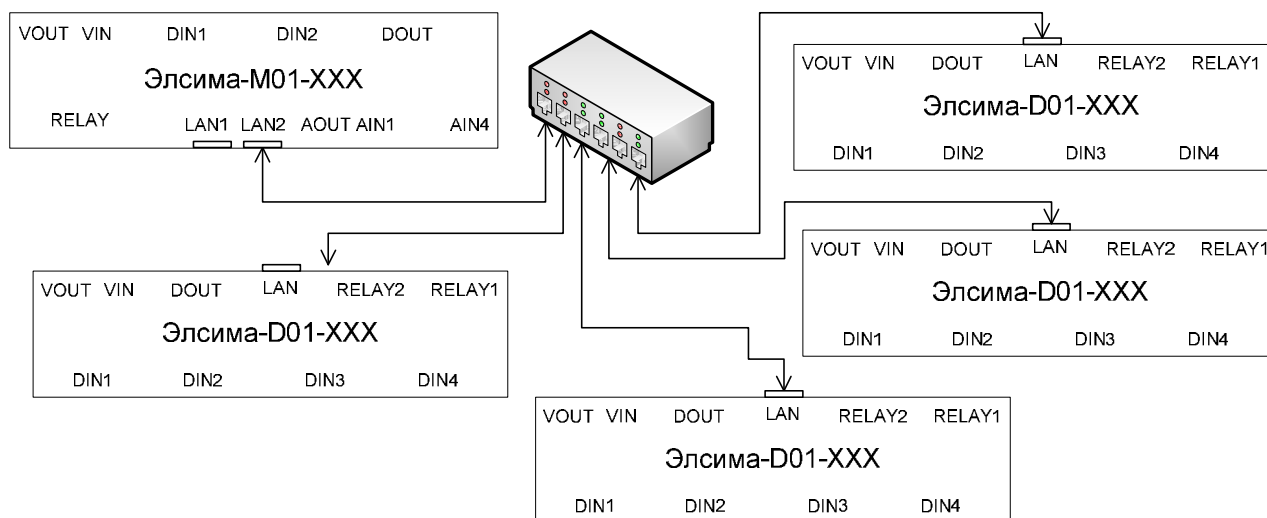 VOUT VIN DIN1 DIN2 DOUT
Элсима-M01-XXX
RELAY LAN1 LAN2 AOUT AIN1 AIN4
VOUT VIN DOUT LAN RELAY2 RELAY1
Элсима-D01-XXX
DIN1 DIN2 DIN3 DIN4
VOUT VIN DOUT LAN RELAY2 RELAY1
Элсима-D01-XXX
DIN1 DIN2 DIN3 DIN4
VOUT VIN DOUT LAN RELAY2 RELAY1
Элсима-D01-XXX
DIN1 DIN2 DIN3 DIN4
VOUT VIN DOUT LAN RELAY2 RELAY1
Элсима-D01-XXX
DIN1 DIN2 DIN3 DIN4